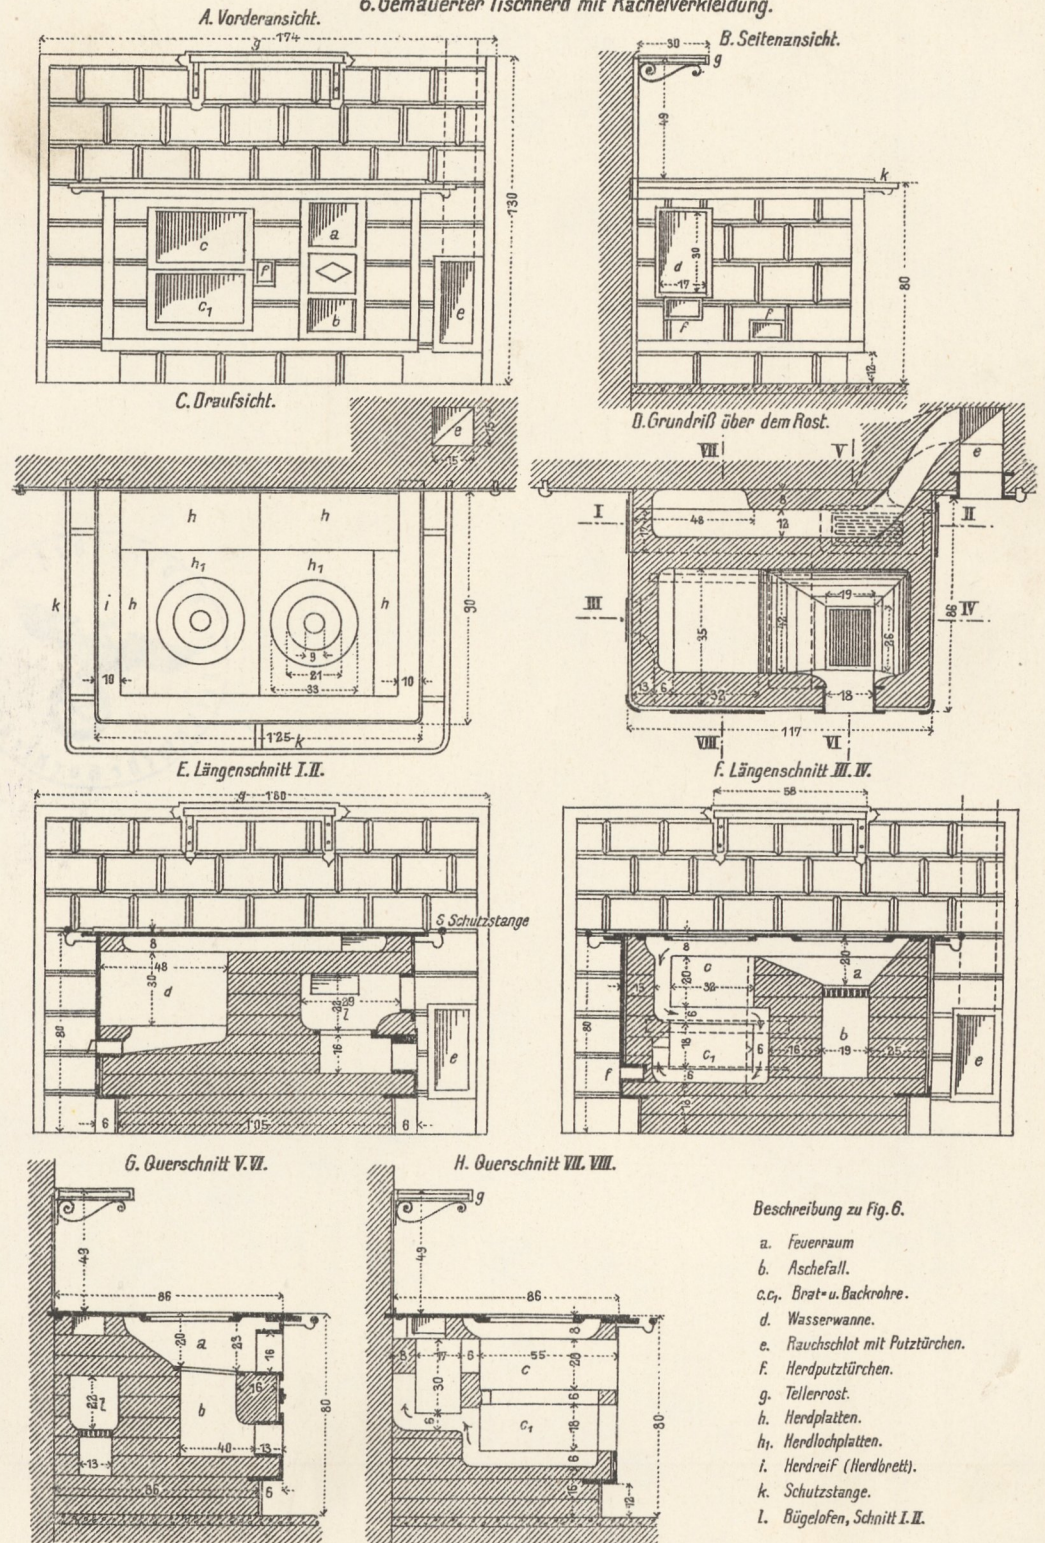 6. Gemauerter Tischherd mit Kachelverkleidung.
A. Vorderansicht.
174
g
130
c
c1
f
a
b
e
B. Seitenansicht.
30
g
49
k
d
30
17
f
f
80
12
C. Draufsicht.
e
15
15
h
h
h1
h1
k
i
h
h
9
21
33
10
10
90
125
k
D. Grundriß über dem Rost.
VII
V
e
I
II
8
48
12
III
IV
19
35
42
26
86
13
6
32
18
117
VIII
VI
E. Längenschnitt I. II.
g 160
S Schutzstange
8
48
30
d
l
16
80
e
6
105
6
F. Längenschnitt III. IV.
58
8
20
c
20
a
13
32
6
18
c1
6
b
16
19
25
6
f
80
e
G. Querschnitt V. VI.
49
86
20
a
23
16
22
l
b
16
13
40
13
80
86
6
H. Querschnitt VII. VIII.
g
49
86
8
6
55
20
c
30
6
6
c1
18
6
16
12
80
Beschreibung zu Fig. 6.
a. Feuerraum
b. Aschefall.
c.c1. Brat- u. Backrohre.
d Wasserwanne.
e. Rauchschlot mit Putztürchen.
f. Herdputztürchen.
g. Tellerrost.
h. Herdplatten.
h1. Herdlochplatten.
i. Herdreif (Herdbrett).
k. Schutzstange.
l. Bügelofen, Schnitt I. II.